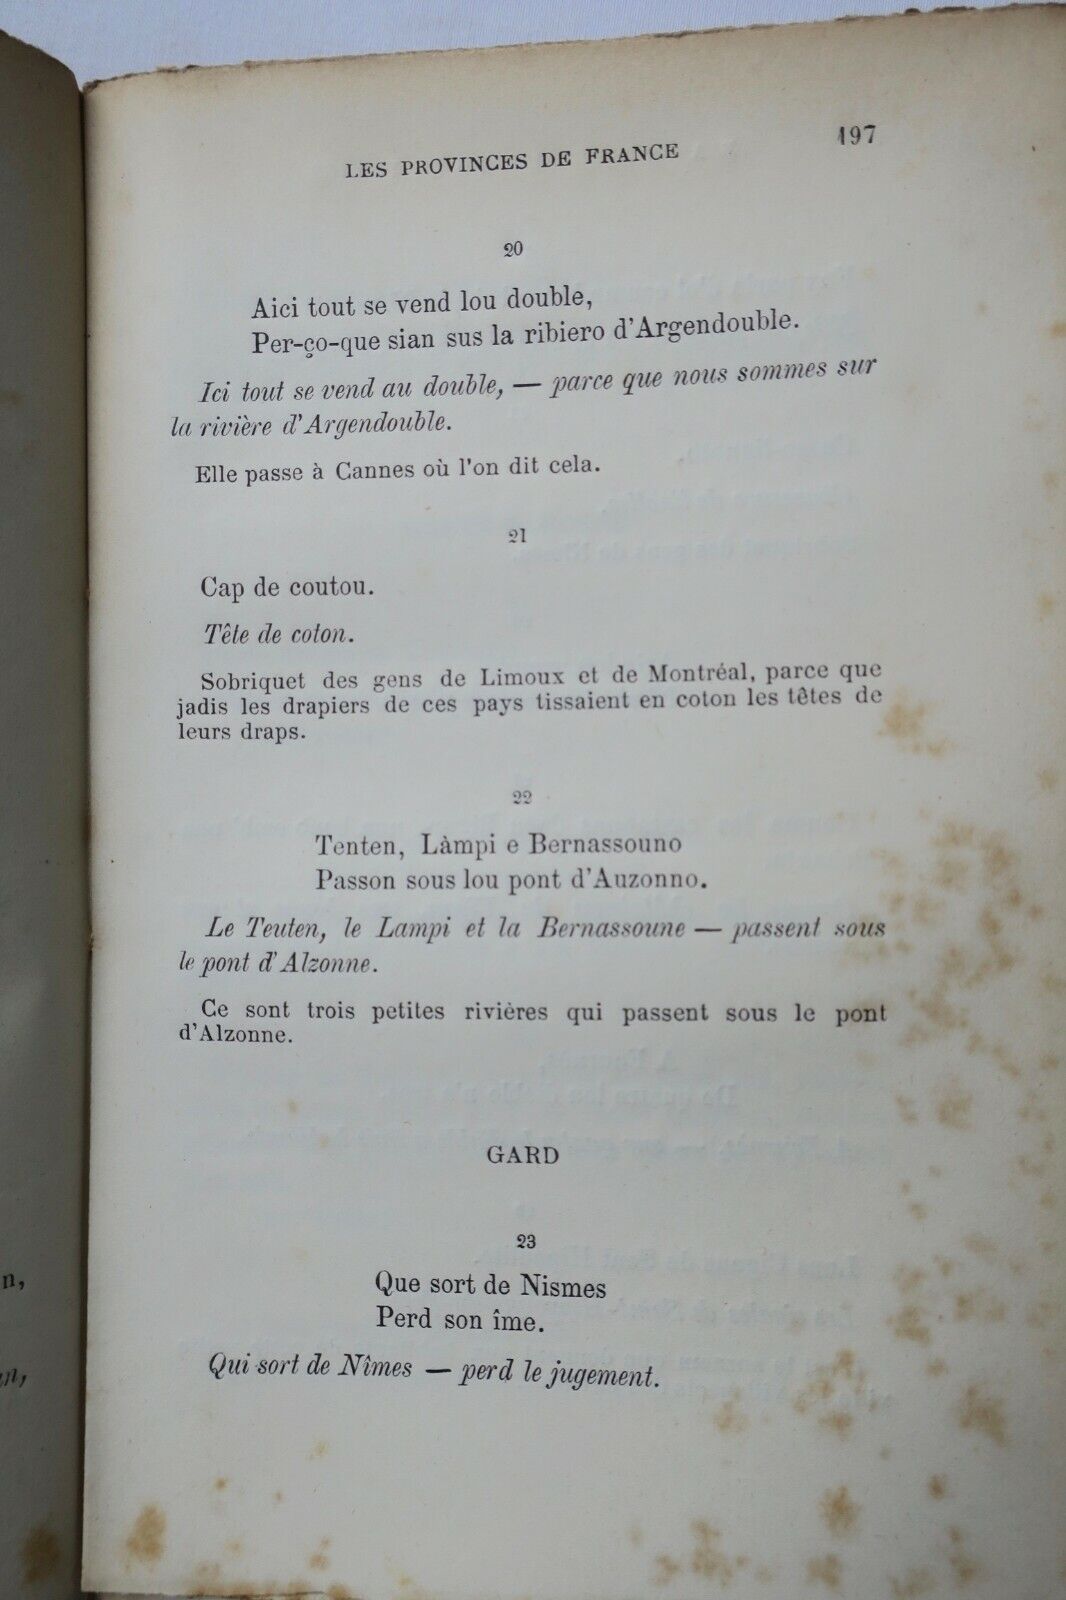 LES PROVINCES DE FRANCE 197
20
Aici tout se vend lou double,
Per-ço-que sian sus la ribiero d'Argendouble.
Ici tout se vend au double, — parce que nous sommes sur
la rivière d'Argendouble.
Elle passe à Cannes où l'on dit cela.
21
Cap de coutou.
Tête de coton.
Sobriquet des gens de Limoux et de Montréal, parce que
jadis les drapiers de ces pays tissaient en coton les têtes de
leurs draps.
22
Tenten, Làmpi e Bernassouno
Passon sous lou pont d'Auzonno.
Le Teuten, le Lampi et la Bernassoune — passent sous
le pont d'Alzonne.
Ce sont trois petites rivières qui passent sous le pont
d'Alzonne.
GARD
23
Que sort de Nismes
Perd son îme.
Qui sort de Nîmes — perd le jugement.
n,